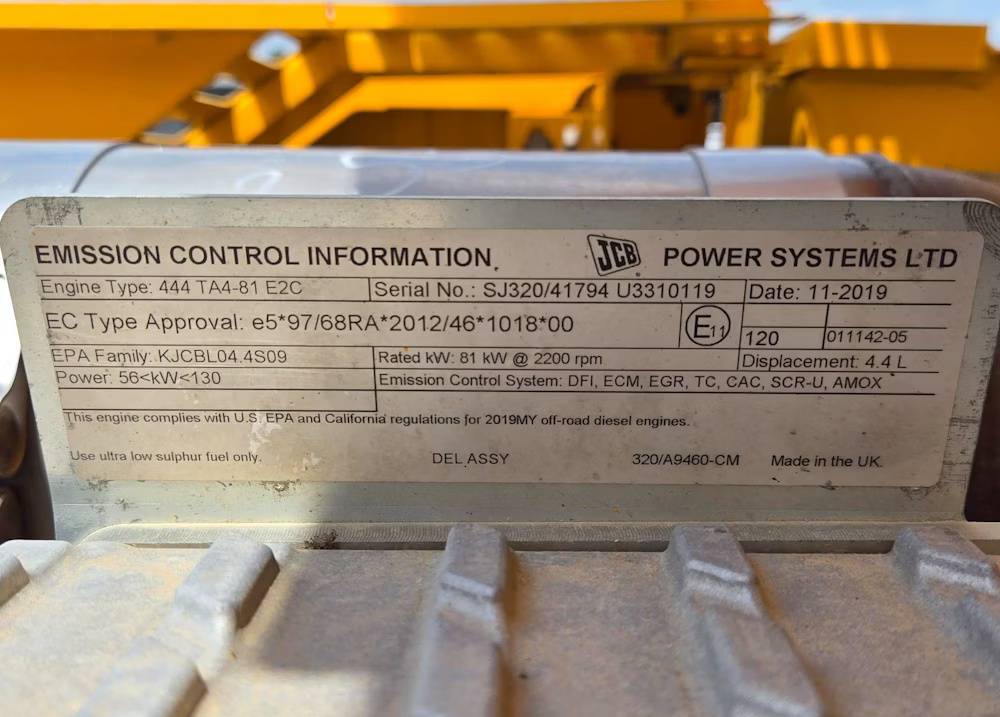 EMISSION CONTROL INFORMATION JCB POWER SYSTEMS LTD
Engine Type: 444 TA4-81 E2C Serial No.: SJ320/41794 U3310119 Date: 11-2019
EC Type Approval: e5*97/68RA*2012/46*1018*00 E11 120 011142-05
EPA Family: KJCBL04.4S09 Rated kW: 81 kW @ 2200 rpm Displacement: 4.4 L
Power: 56<kW<130 Emission Control System: DFI, ECM, EGR, TC, CAC, SCR-U, AMOX
This engine complies with U.S. EPA and California regulations for 2019MY off-road diesel engines.
Use ultra low sulphur fuel only. DEL ASSY 320/A9460-CM Made in the UK.